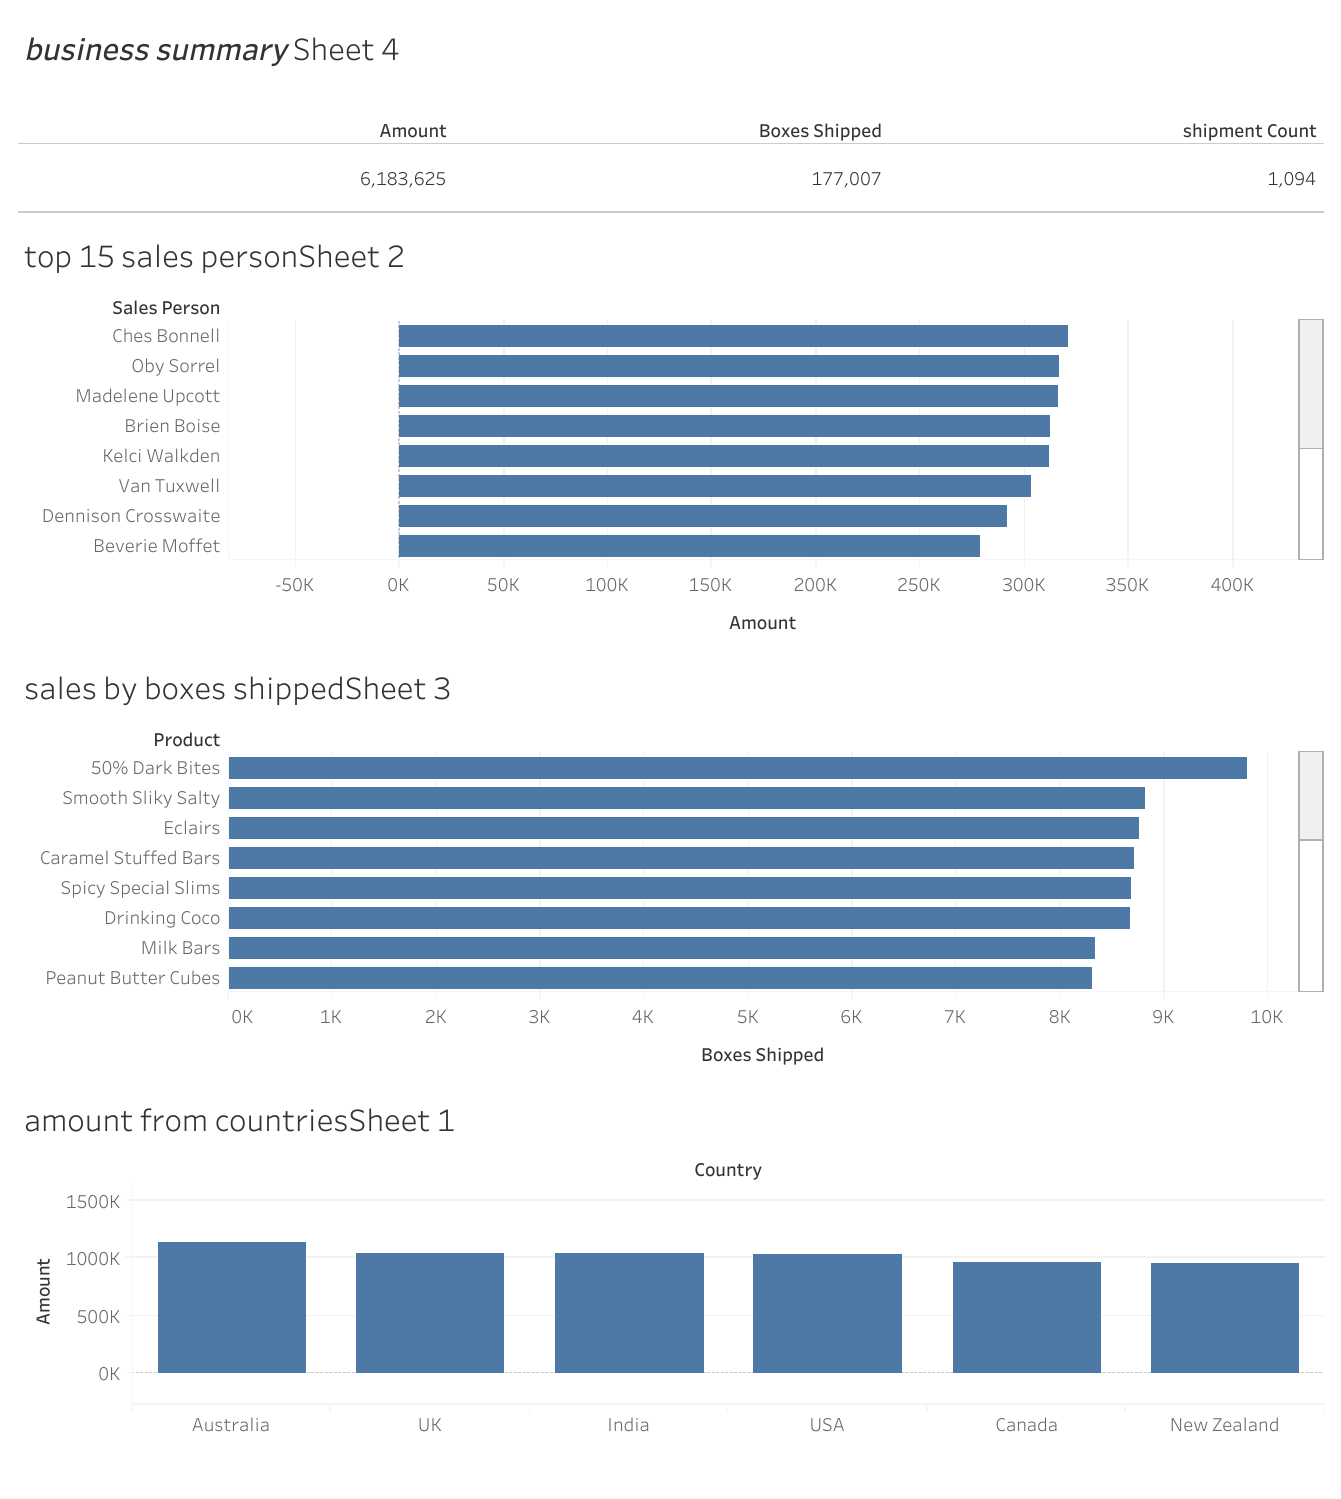 business summary Sheet 4
Amount Boxes Shipped shipment Count
6,183,625 177,007 1,094
top 15 sales personSheet 2
Sales Person
Ches Bonnell
Oby Sorrel
Madelene Upcott
Brien Boise
Kelci Walkden
Van Tuxwell
Dennison Crosswaite
Beverie Moffet
-50K 0K 50K 100K 150K 200K 250K 300K 350K 400K
Amount
sales by boxes shippedSheet 3
Product
50% Dark Bites
Smooth Sliky Salty
Eclairs
Caramel Stuffed Bars
Spicy Special Slims
Drinking Coco
Milk Bars
Peanut Butter Cubes
0K 1K 2K 3K 4K 5K 6K 7K 8K 9K 10K
Boxes Shipped
amount from countriesSheet 1
Country
1500K
1000K
500K
0K
Amount
Australia UK India USA Canada New Zealand